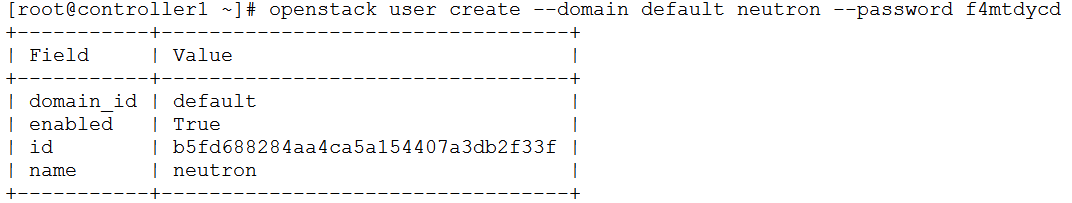 [root@controller1 ~]# openstack user create --domain default neutron --password f4mtdycd
+-----------+----------------------------------+
| Field     | Value                            |
+-----------+----------------------------------+
| domain_id | default                          |
| enabled   | True                             |
| id        | b5fd688284aa4ca5a154407a3db2f33f |
| name      | neutron                          |
+-----------+----------------------------------+